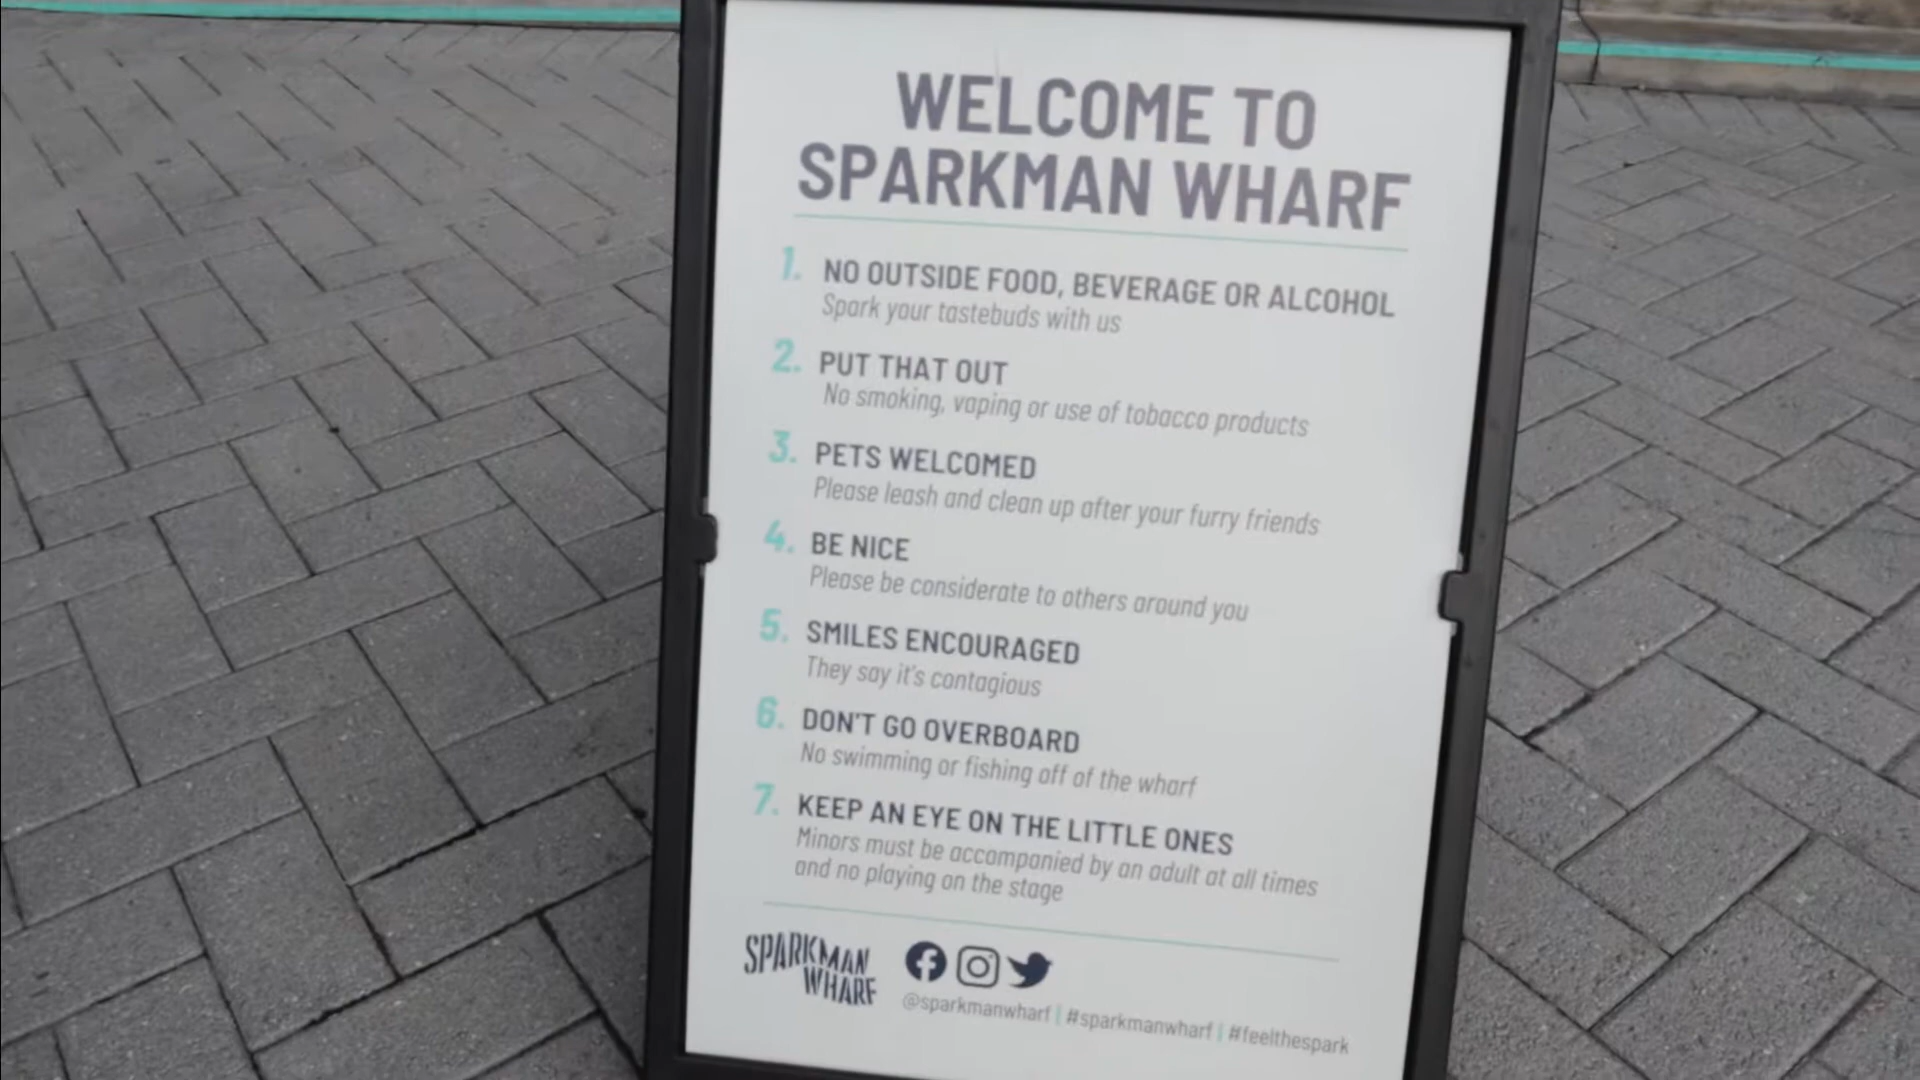 WELCOME TO
SPARKMAN WHARF
1. NO OUTSIDE FOOD, BEVERAGE OR ALCOHOL
Spark your tastebuds with us
2. PUT THAT OUT
No smoking, vaping or use of tobacco products
3. PETS WELCOMED
Please leash and clean up after your furry friends
4. BE NICE
Please be considerate to others around you
5. SMILES ENCOURAGED
They say it's contagious
6. DON'T GO OVERBOARD
No swimming or fishing off of the wharf
7. KEEP AN EYE ON THE LITTLE ONES
Minors must be accompanied by an adult at all times
and no playing on the stage
SPARKMAN
WHARF
@sparkmanwharf | #sparkmanwharf | #feelthespark